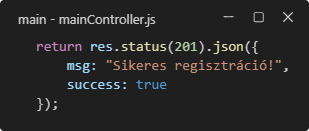 main - mainController.js
return res.status(201).json({
    msg: "Sikeres regisztráció!",
    success: true
});